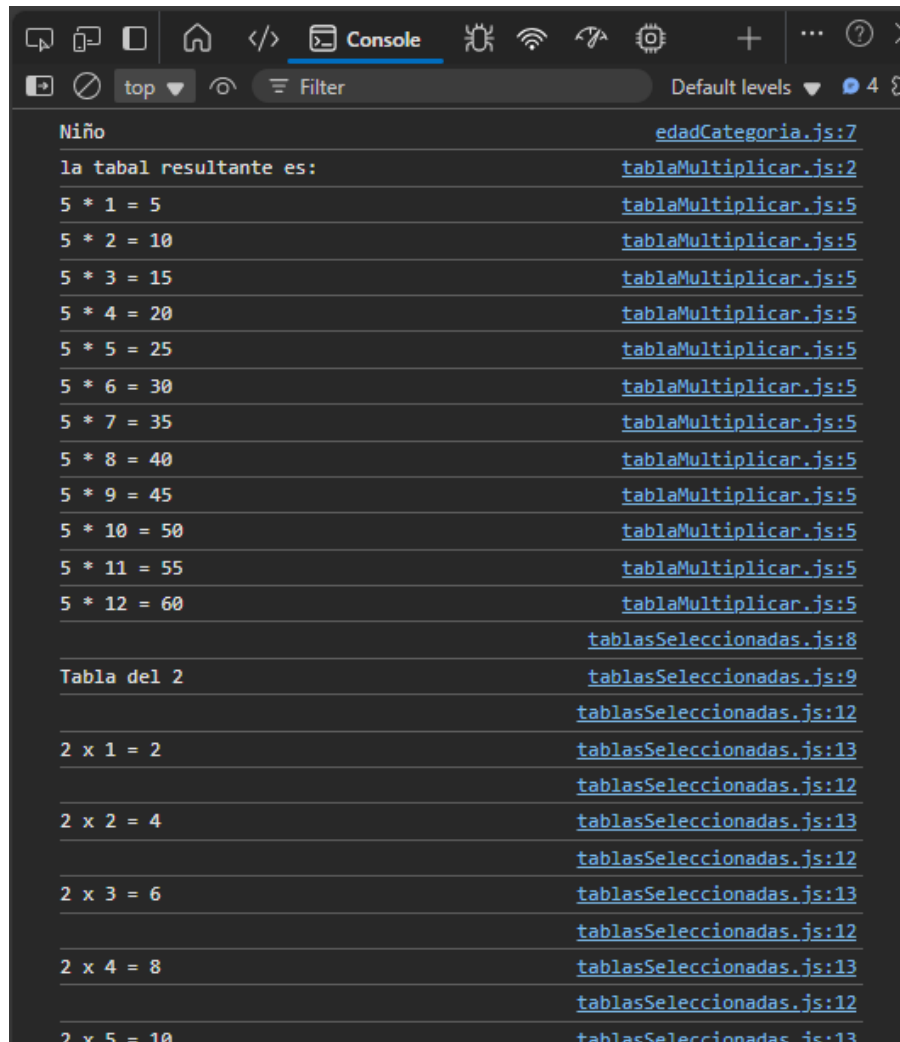 Console
top Filter Default levels 4
Niño edadCategoria.js:7
la tabal resultante es: tablaMultiplicar.js:2
5 * 1 = 5 tablaMultiplicar.js:5
5 * 2 = 10 tablaMultiplicar.js:5
5 * 3 = 15 tablaMultiplicar.js:5
5 * 4 = 20 tablaMultiplicar.js:5
5 * 5 = 25 tablaMultiplicar.js:5
5 * 6 = 30 tablaMultiplicar.js:5
5 * 7 = 35 tablaMultiplicar.js:5
5 * 8 = 40 tablaMultiplicar.js:5
5 * 9 = 45 tablaMultiplicar.js:5
5 * 10 = 50 tablaMultiplicar.js:5
5 * 11 = 55 tablaMultiplicar.js:5
5 * 12 = 60 tablaMultiplicar.js:5
tablasSeleccionadas.js:8
Tabla del 2 tablasSeleccionadas.js:9
tablasSeleccionadas.js:12
2 x 1 = 2 tablasSeleccionadas.js:13
tablasSeleccionadas.js:12
2 x 2 = 4 tablasSeleccionadas.js:13
tablasSeleccionadas.js:12
2 x 3 = 6 tablasSeleccionadas.js:13
tablasSeleccionadas.js:12
2 x 4 = 8 tablasSeleccionadas.js:13
tablasSeleccionadas.js:12
2 x 5 = 10 tablasSeleccionadas.js:13